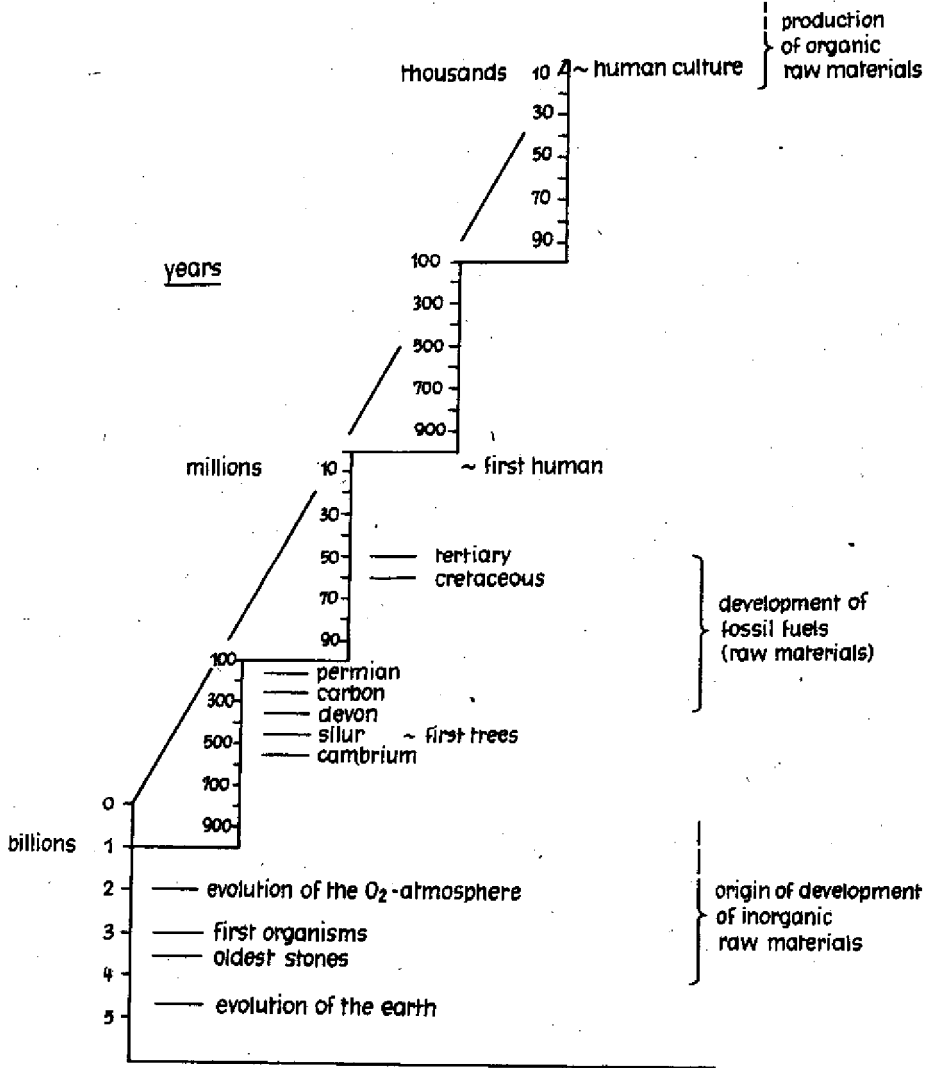 production
of organic
raw materials
thousands 10 ~ human culture
30
50
70
90
100
years
300
500
700
900
millions 10 ~ first human
30
50 tertiary
cretaceous
70
90
development of
fossil fuels
(raw materials)
100
permian
300 carbon
devon
silur ~ first trees
500
cambrium
700
0
900
billions 1
2 evolution of the O₂-atmosphere
3 first organisms
oldest stones
4
origin of development
of inorganic
raw materials
evolution of the earth
5